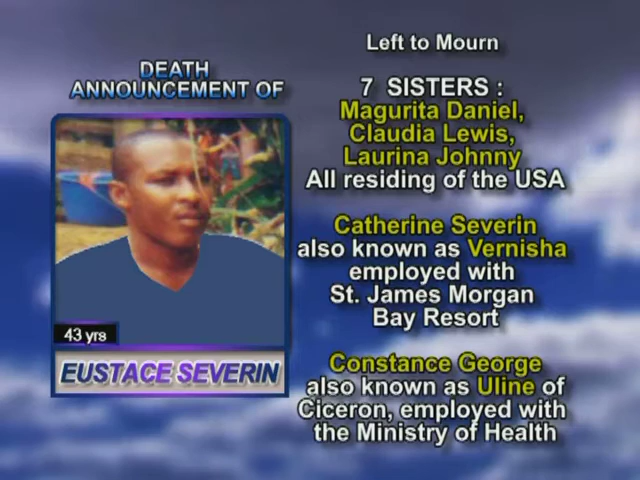 DEATH
ANNOUNCEMENT OF
43 yrs
EUSTACE SEVERIN
Left to Mourn
7 SISTERS :
Magurita Daniel,
Claudia Lewis,
Laurina Johnny
All residing of the USA
Catherine Severin
also known as Vernisha
employed with
St. James Morgan
Bay Resort
Constance George
also known as Uline of
Ciceron, employed with
the Ministry of Health